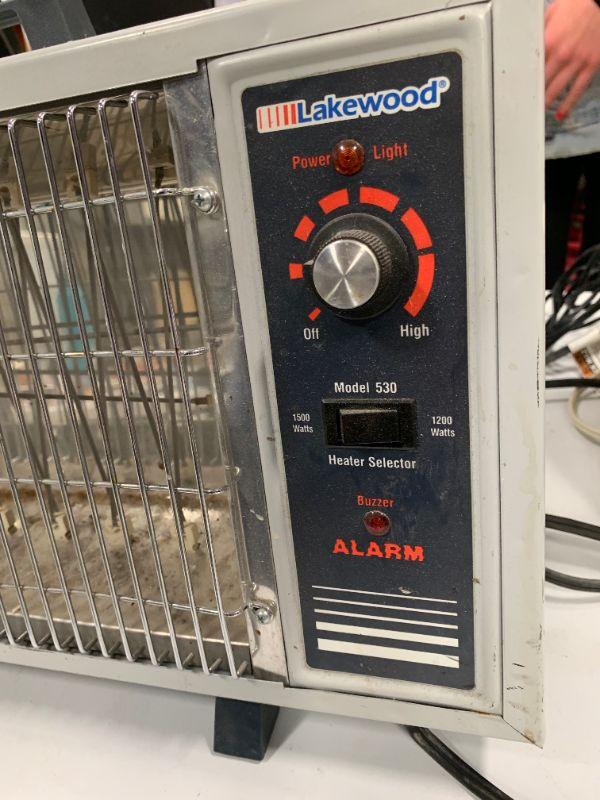 Lakewood®
Power Light
Off High
Model 530
1500 Watts
1200 Watts
Heater Selector
Buzzer
ALARM